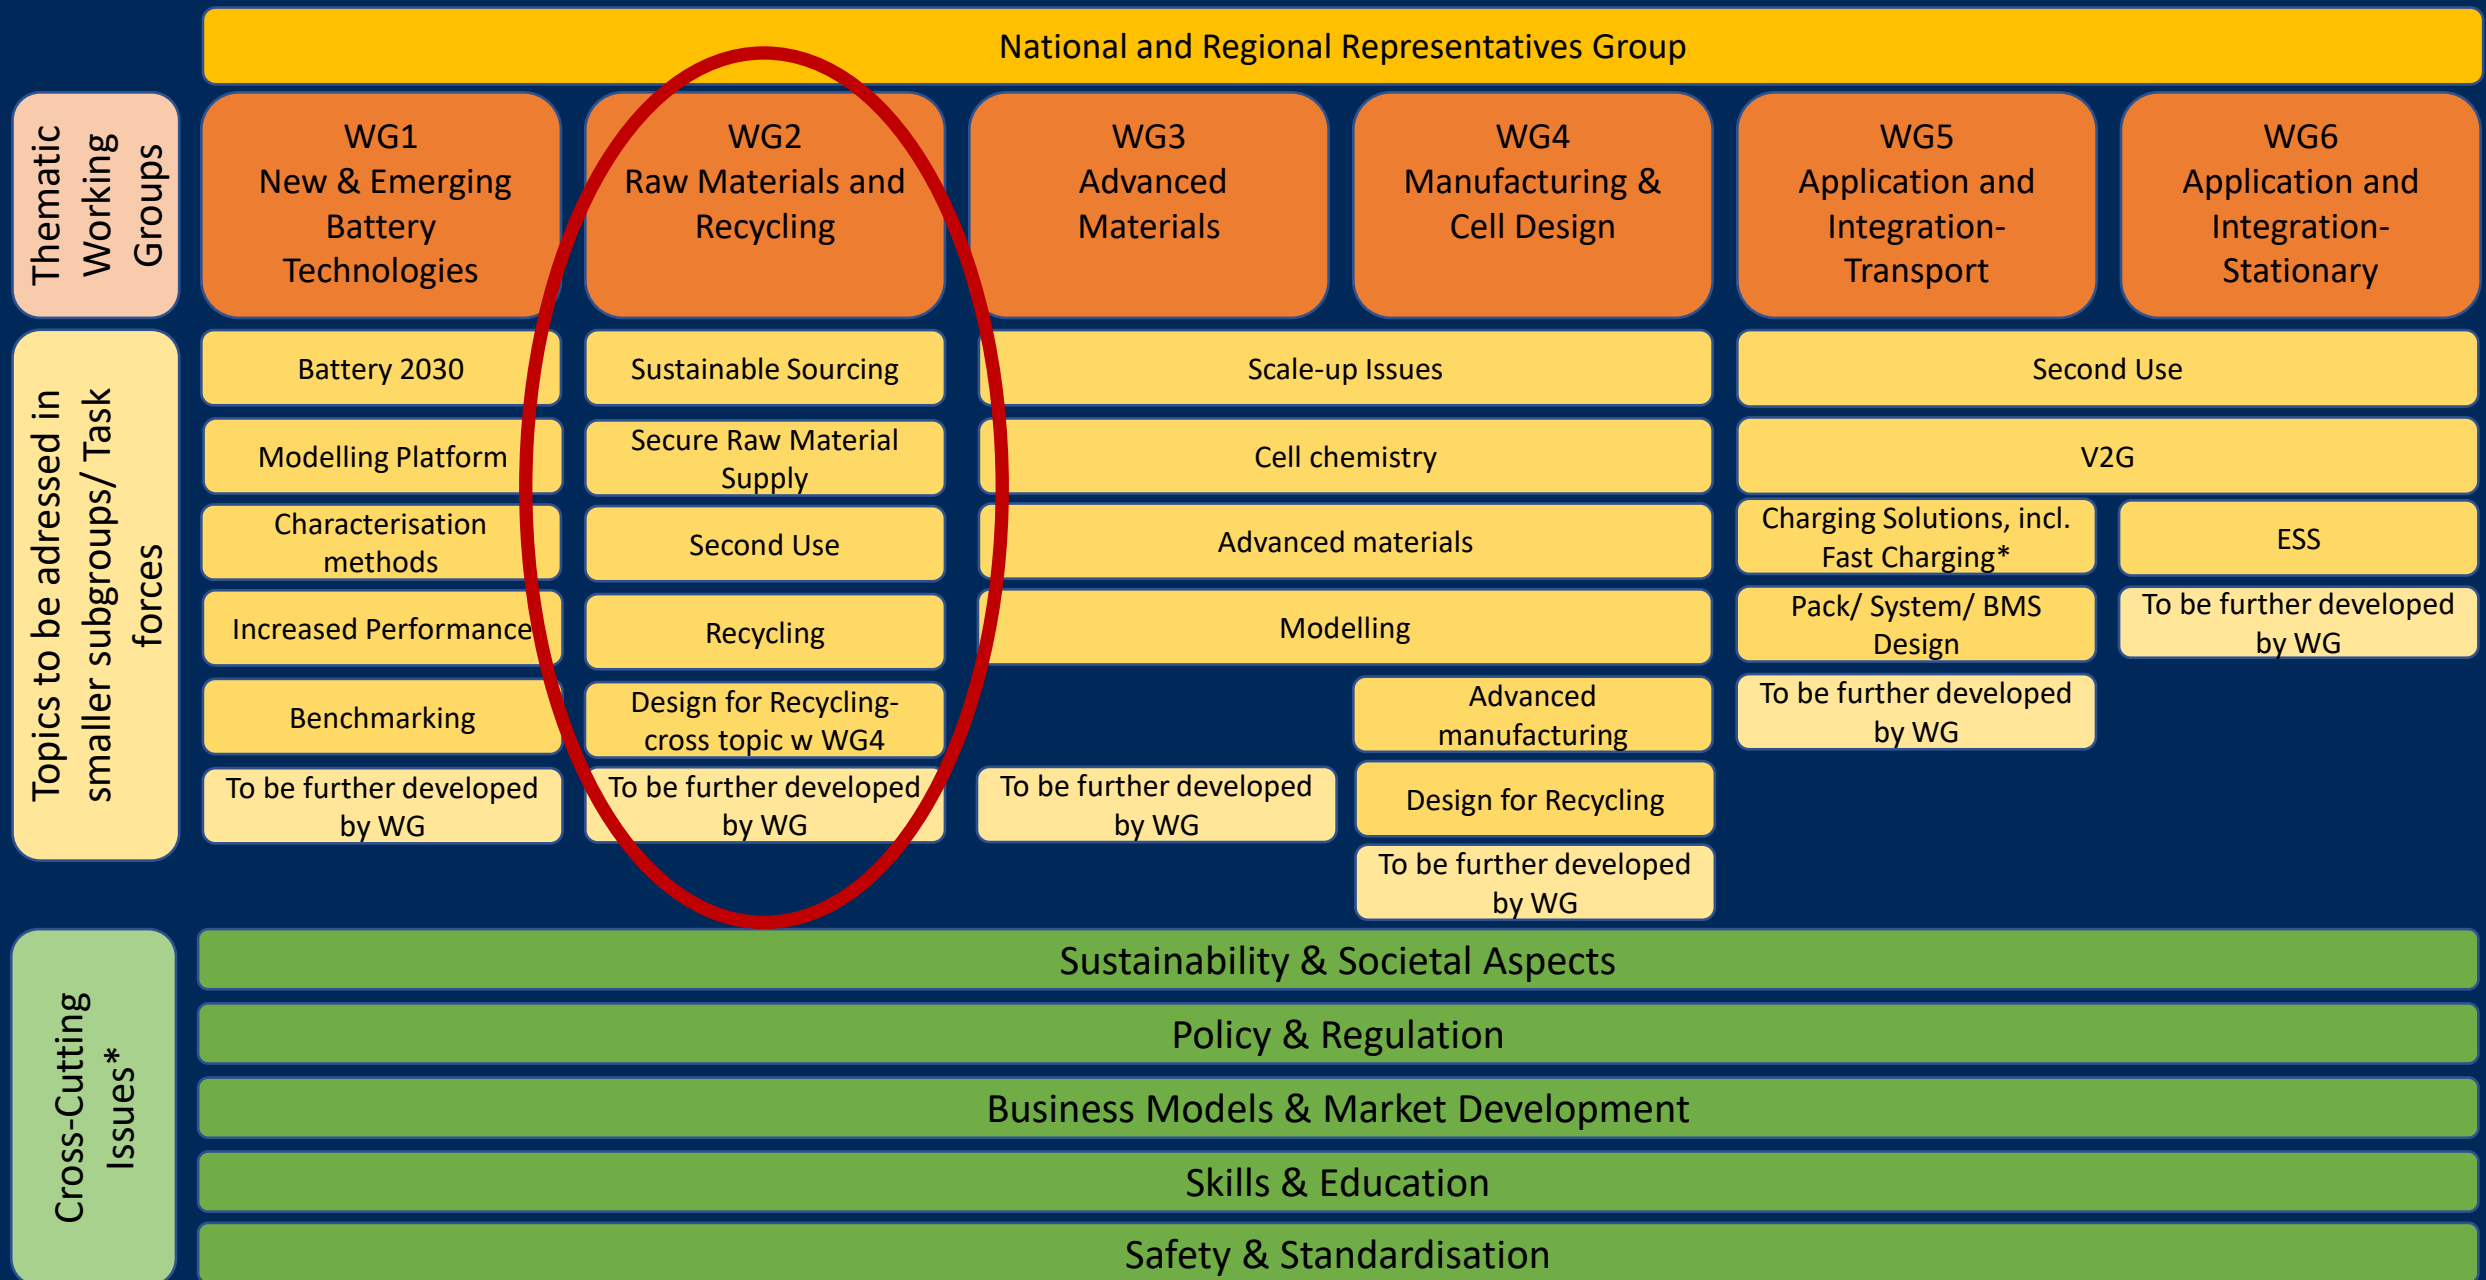 National and Regional Representatives Group
Thematic
Working
Groups
WG1
New & Emerging
Battery
Technologies
WG2
Raw Materials and
Recycling
WG3
Advanced
Materials
WG4
Manufacturing &
Cell Design
WG5
Application and
Integration-
Transport
WG6
Application and
Integration-
Stationary
Topics to be adressed in
smaller subgroups/ Task
forces
Battery 2030
Modelling Platform
Characterisation
methods
Increased Performance
Benchmarking
To be further developed
by WG
Sustainable Sourcing
Secure Raw Material
Supply
Second Use
Recycling
Design for Recycling-
cross topic w WG4
To be further developed
by WG
Scale-up Issues
Cell chemistry
Advanced materials
Modelling
To be further developed
by WG
Advanced
manufacturing
Design for Recycling
To be further developed
by WG
Second Use
V2G
Charging Solutions, incl.
Fast Charging*
Pack/ System/ BMS
Design
To be further developed
by WG
ESS
To be further developed
by WG
Cross-Cutting
Issues*
Sustainability & Societal Aspects
Policy & Regulation
Business Models & Market Development
Skills & Education
Safety & Standardisation